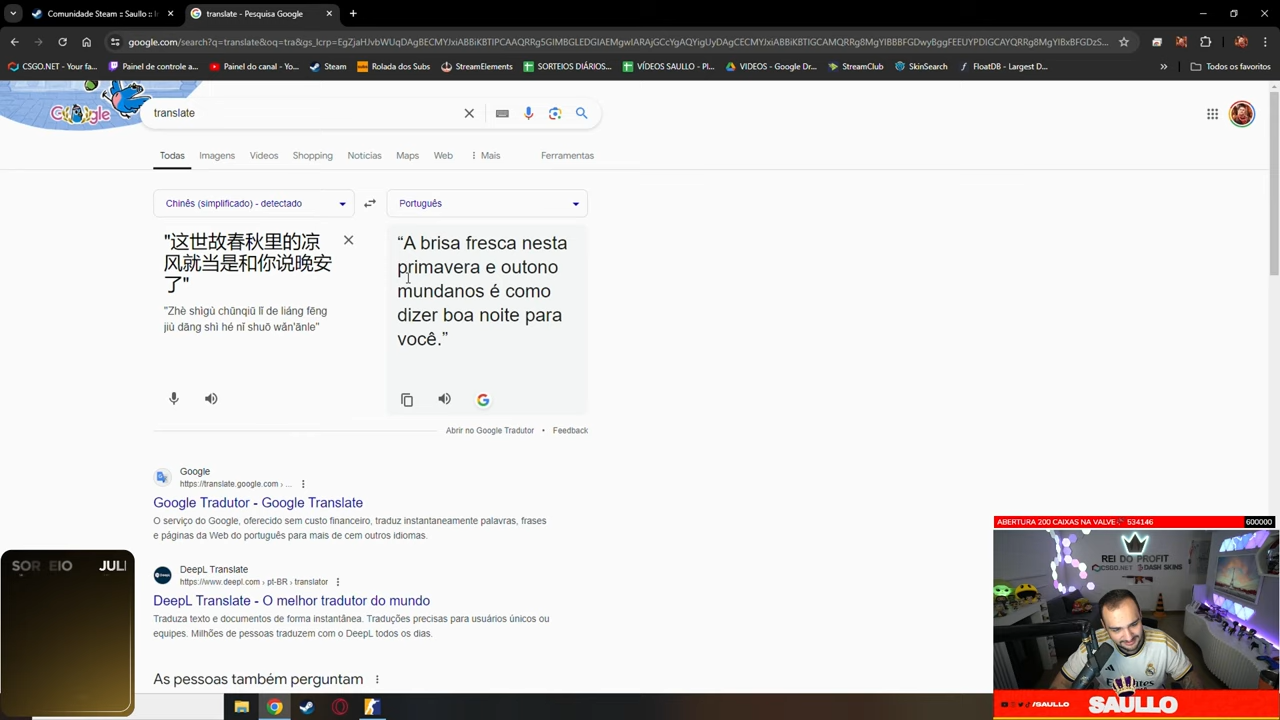 Comunidade Steam :: Saullo :: I
translate - Pesquisa Google
google.com/search?q=translate&oq=tra&gs_lcrp=
CSGO.NET - Your fa...
Painel de controle e a...
Painel do canal - Yo...
Steam
Rolada dos Subs
StreamElements
SORTEIOS DIÁRIOS...
VÍDEOS SAULLO - Pl...
VIDEOS - Google Dr...
StreamClub
SkinSearch
FloatDB - Largest D...
Todos os favoritos
Google
translate
Todas
Imagens
Vídeos
Shopping
Notícias
Maps
Web
Mais
Ferramentas
Chinês (simplificado) - detectado
Português
"这世故春秋里的凉
风就当是和你说晚安
了"
"Zhè shìgù chūnqiū lǐ de liáng fēng
jiù dāng shì hé nǐ shuō wǎn'ānle"
“A brisa fresca nesta
primavera e outono
mundanos é como
dizer boa noite para
você.”
Abrir no Google Tradutor • Feedback
Google
https://translate.google.com › ...
Google Tradutor - Google Translate
O serviço do Google, oferecido sem custo financeiro, traduz instantaneamente palavras, frases
e páginas da Web do português para mais de cem outros idiomas.
DeepL Translate
https://www.deepl.com › pt-BR › translator
DeepL Translate - O melhor tradutor do mundo
Traduza texto e documentos de forma instantânea. Traduções precisas para usuários únicos ou
equipes. Milhões de pessoas traduzem com o DeepL todos os dias.
As pessoas também perguntam
SOR EIO JUL
ABERTURA 200 CAIXAS NA VALVE 534146 600000
REI DO PROFIT
CSGO.NET DASH SKINS
/SAULLO
SAULLO